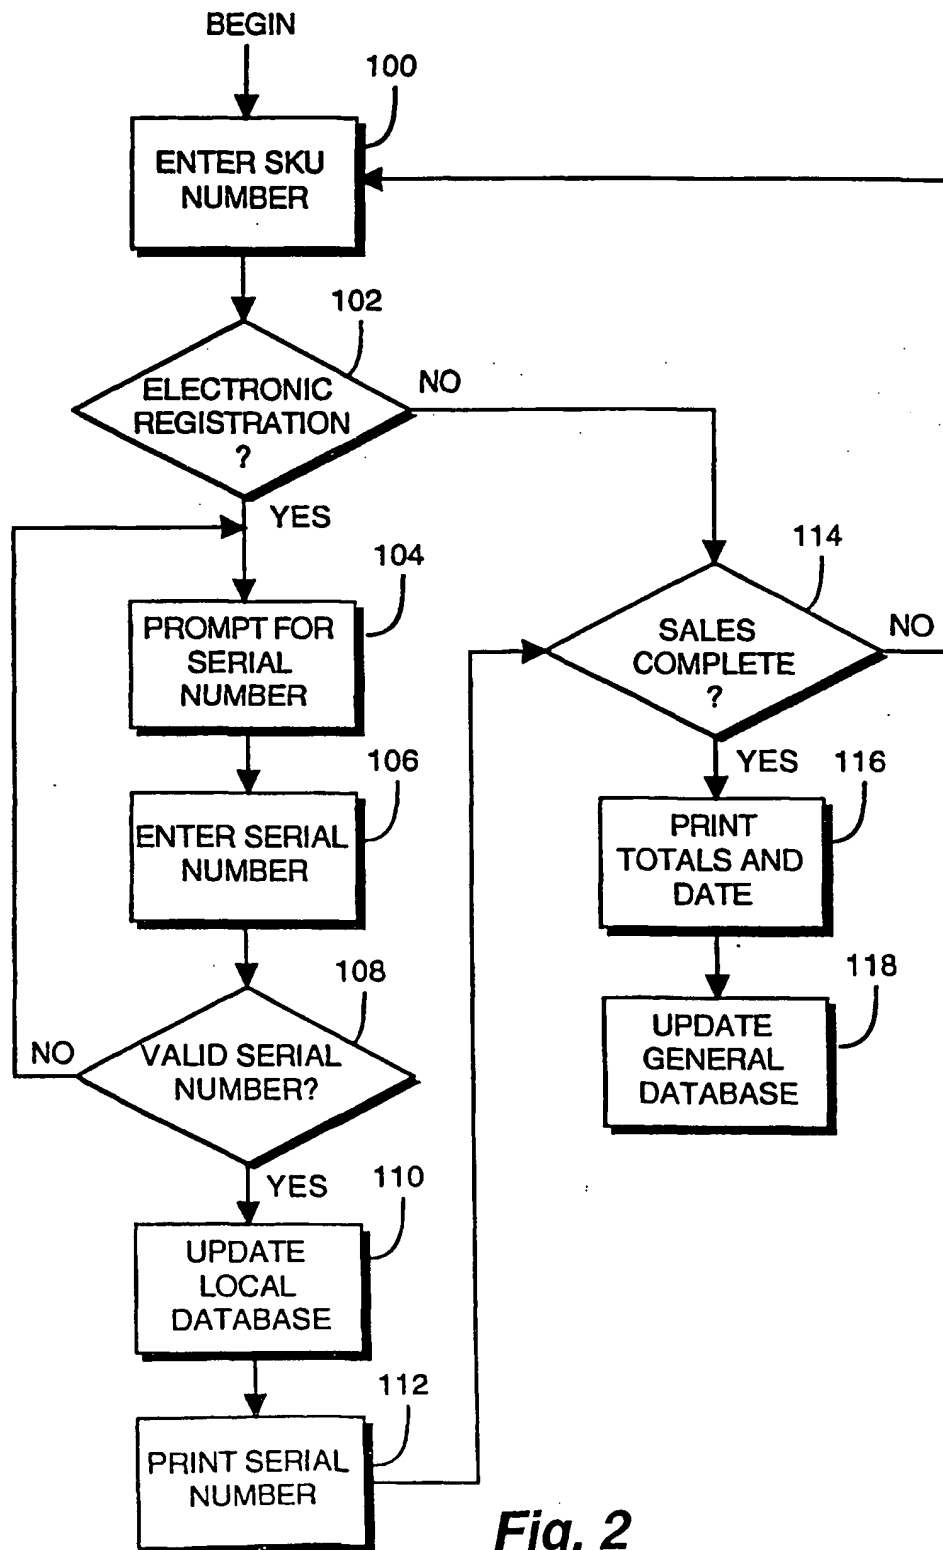 BEGIN
100
ENTER SKU
NUMBER
102
ELECTRONIC
REGISTRATION
?
NO
YES
104
PROMPT FOR
SERIAL
NUMBER
106
ENTER SERIAL
NUMBER
108
VALID SERIAL
NUMBER?
NO
YES
110
UPDATE
LOCAL
DATABASE
112
PRINT SERIAL
NUMBER
114
SALES
COMPLETE
?
NO
YES
116
PRINT
TOTALS AND
DATE
118
UPDATE
GENERAL
DATABASE
Fig. 2